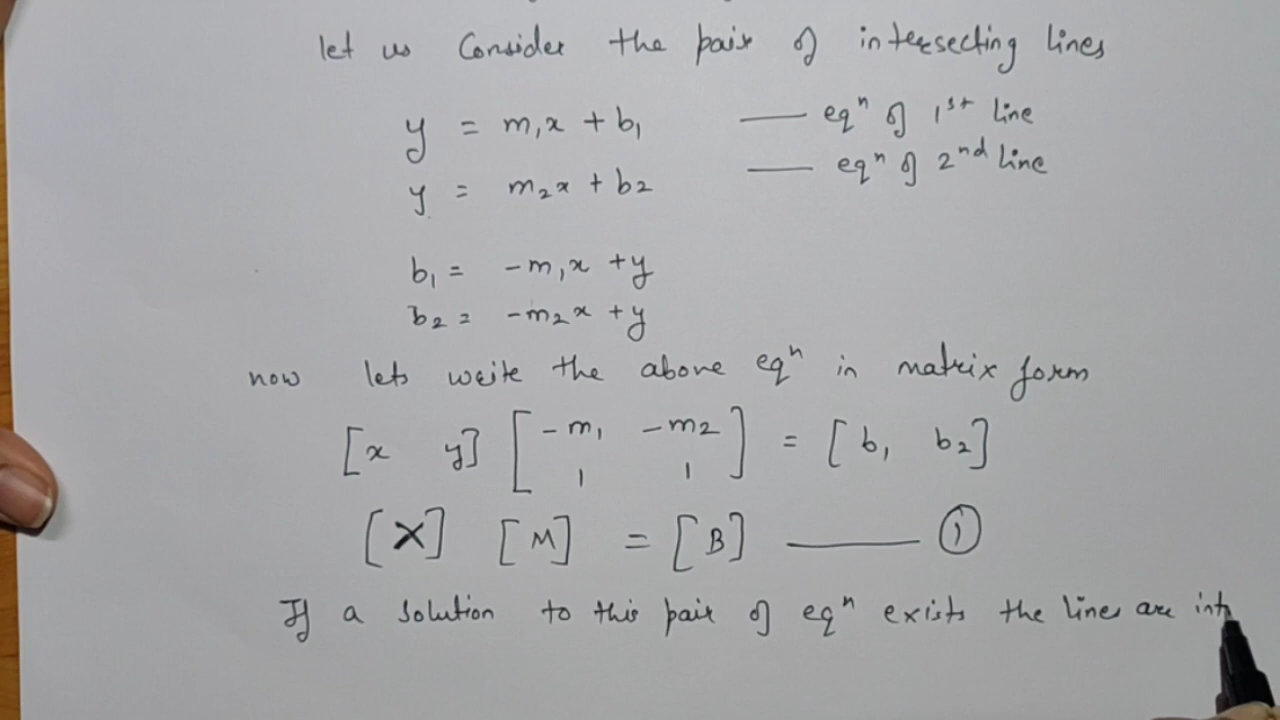 let us Consider the pair of intersecting lines
y = m₁x + b₁ —— eqⁿ of 1st line
y = m₂x + b₂ —— eqⁿ of 2nd line
b₁ = -m₁x + y
b₂ = -m₂x + y
now lets write the above eqⁿ in matrix form
[x y] [-m₁ -m₂
1 1] = [b₁ b₂]
[X] [M] = [B] —— ①
If a solution to this pair of eqⁿ exists the lines are int